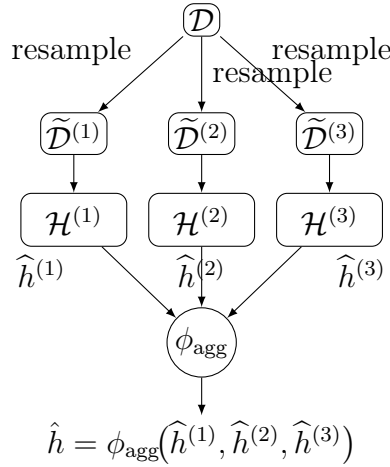 𝒟
resample resample
resample
𝒟̃⁽¹⁾ 𝒟̃⁽²⁾ 𝒟̃⁽³⁾
ℋ⁽¹⁾ ℋ⁽²⁾ ℋ⁽³⁾
ĥ⁽¹⁾ ĥ⁽²⁾ ĥ⁽³⁾
ϕ_agg
ĥ = ϕ_agg(ĥ⁽¹⁾, ĥ⁽²⁾, ĥ⁽³⁾)